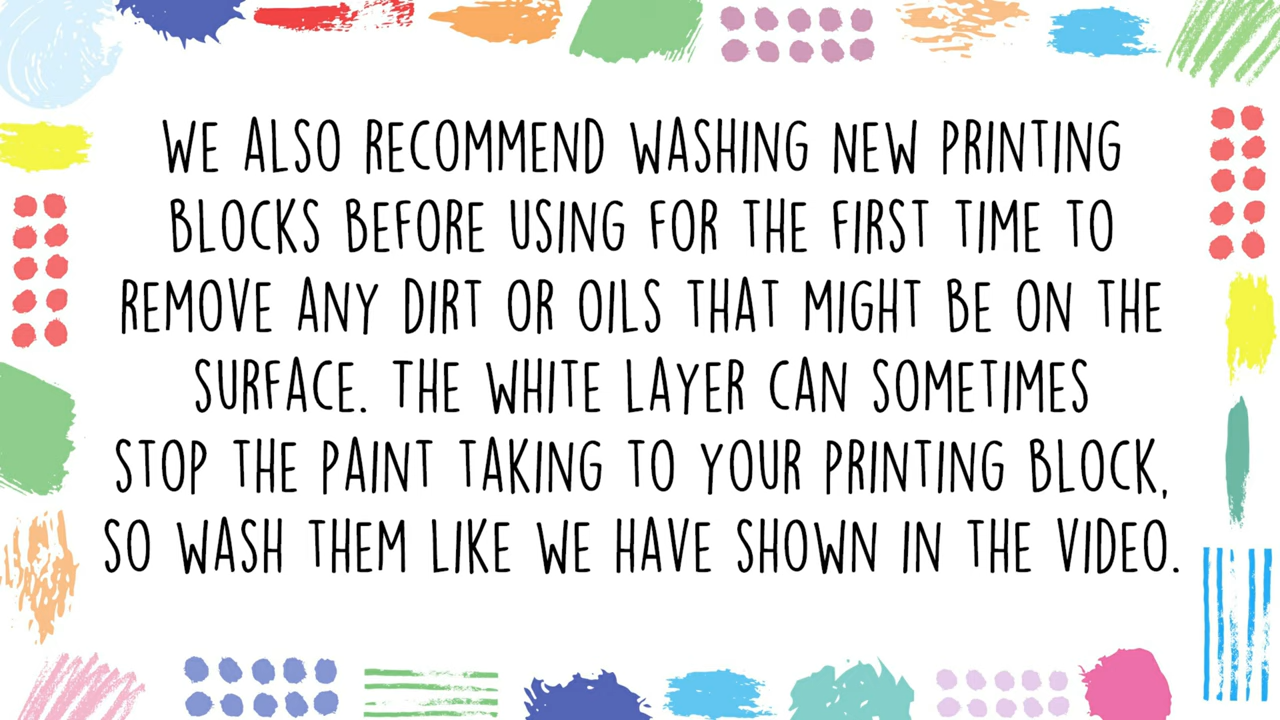 WE ALSO RECOMMEND WASHING NEW PRINTING
BLOCKS BEFORE USING FOR THE FIRST TIME TO
REMOVE ANY DIRT OR OILS THAT MIGHT BE ON THE
SURFACE. THE WHITE LAYER CAN SOMETIMES
STOP THE PAINT TAKING TO YOUR PRINTING BLOCK,
SO WASH THEM LIKE WE HAVE SHOWN IN THE VIDEO.